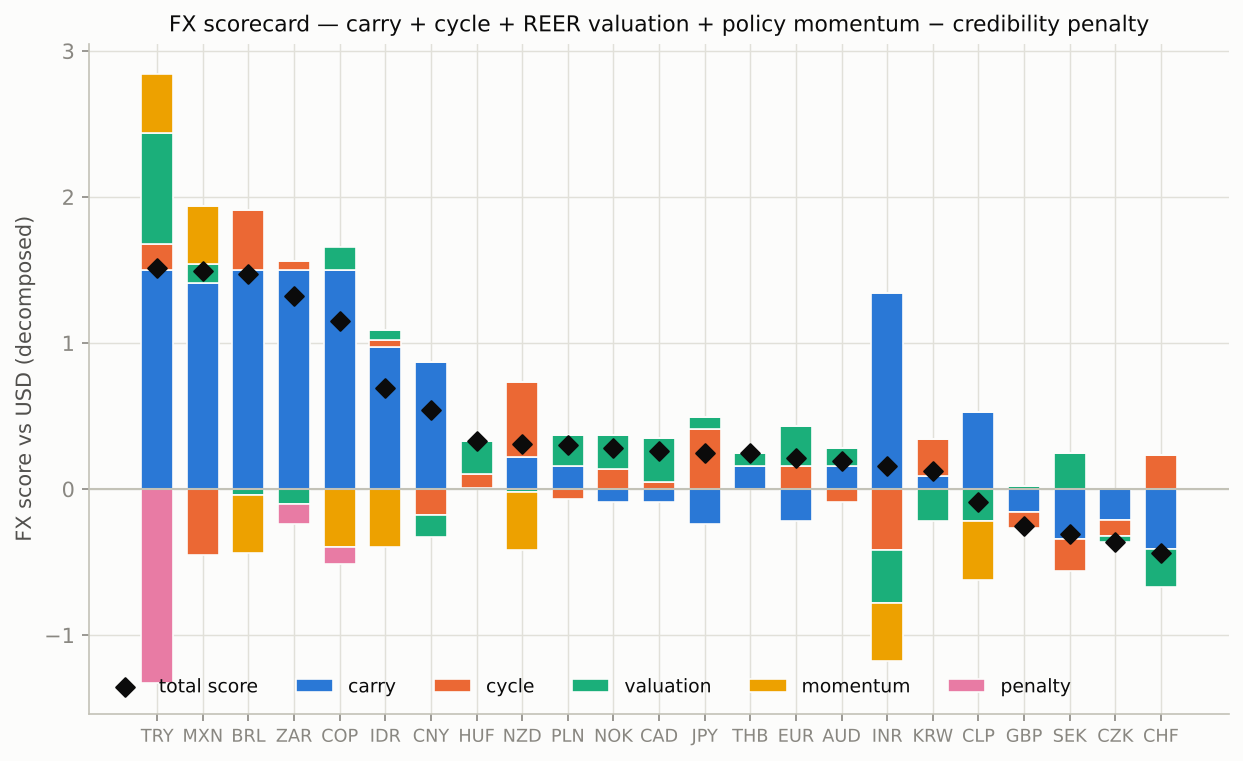 FX scorecard — carry + cycle + REER valuation + policy momentum − credibility penalty
FX score vs USD (decomposed)
3
2
1
0
−1
total score carry cycle valuation momentum penalty
TRY MXN BRL ZAR COP IDR CNY HUF NZD PLN NOK CAD JPY THB EUR AUD INR KRW CLP GBP SEK CZK CHF